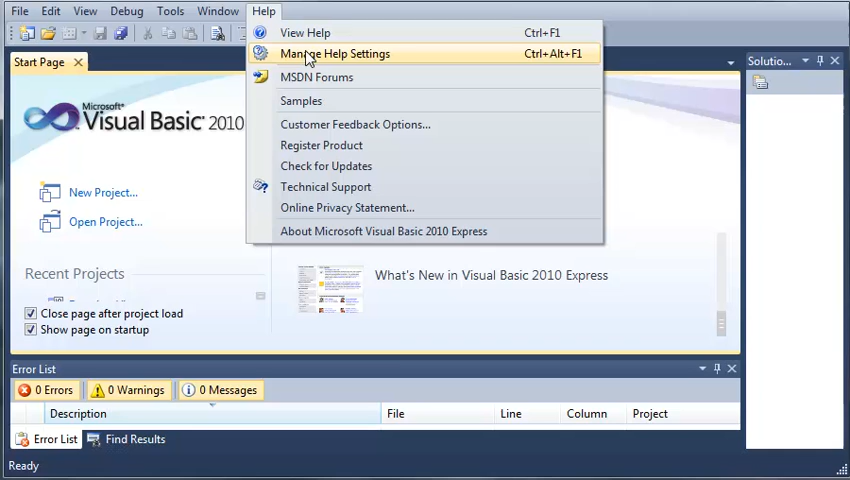 File Edit View Debug Tools Window Help
View Help Ctrl+F1
Manage Help Settings Ctrl+Alt+F1
MSDN Forums
Samples
Customer Feedback Options...
Register Product
Check for Updates
Technical Support
Online Privacy Statement...
About Microsoft Visual Basic 2010 Express
Start Page
Solutio...
Microsoft®
Visual Basic® 2010
New Project...
Open Project...
Recent Projects
Close page after project load
Show page on startup
What's New in Visual Basic 2010 Express
Error List
0 Errors 0 Warnings 0 Messages
Description File Line Column Project
Error List Find Results
Ready